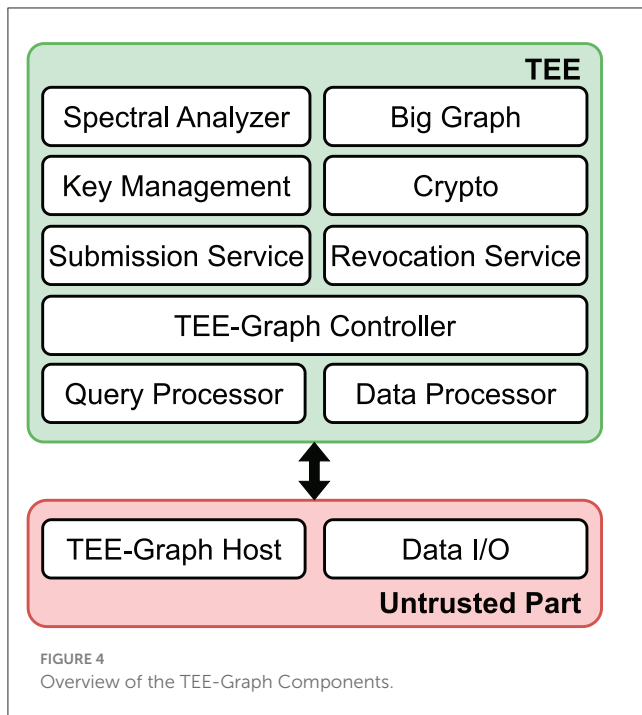 TEE
Spectral Analyzer
Big Graph
Key Management
Crypto
Submission Service
Revocation Service
TEE-Graph Controller
Query Processor
Data Processor
TEE-Graph Host
Data I/O
Untrusted Part
FIGURE 4
Overview of the TEE-Graph Components.